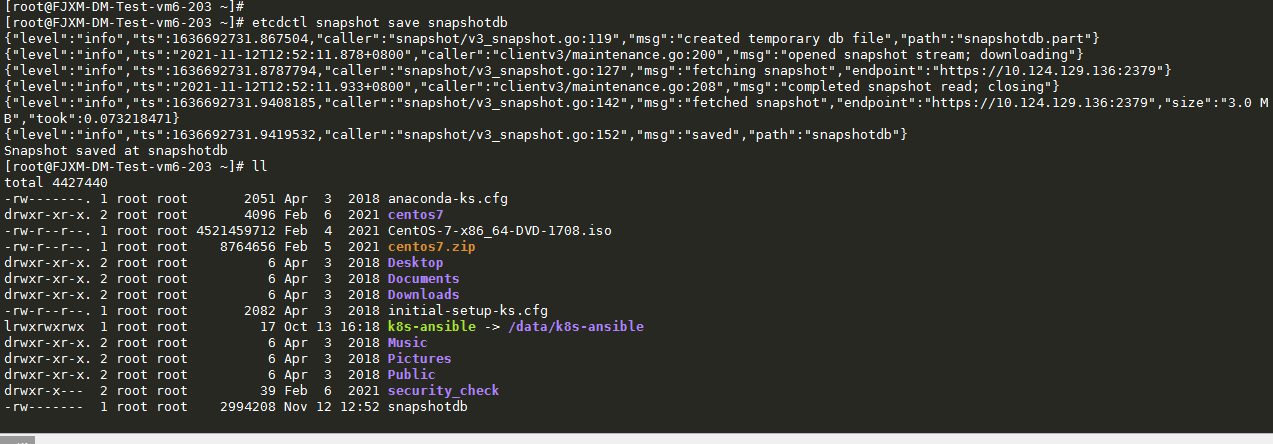 [root@FJXM-DM-Test-vm6-203 ~]#
[root@FJXM-DM-Test-vm6-203 ~]# etcdctl snapshot save snapshotdb
{"level":"info","ts":1636692731.867504,"caller":"snapshot/v3_snapshot.go:119","msg":"created temporary db file","path":"snapshotdb.part"}
{"level":"info","ts":"2021-11-12T12:52:11.878+0800","caller":"clientv3/maintenance.go:200","msg":"opened snapshot stream; downloading"}
{"level":"info","ts":1636692731.8787794,"caller":"snapshot/v3_snapshot.go:127","msg":"fetching snapshot","endpoint":"https://10.124.129.136:2379"}
{"level":"info","ts":"2021-11-12T12:52:11.933+0800","caller":"clientv3/maintenance.go:208","msg":"completed snapshot read; closing"}
{"level":"info","ts":1636692731.9408185,"caller":"snapshot/v3_snapshot.go:142","msg":"fetched snapshot","endpoint":"https://10.124.129.136:2379","size":"3.0 M
B","took":0.073218471}
{"level":"info","ts":1636692731.9419532,"caller":"snapshot/v3_snapshot.go:152","msg":"saved","path":"snapshotdb"}
Snapshot saved at snapshotdb
[root@FJXM-DM-Test-vm6-203 ~]# ll
total 4427440
-rw-------. 1 root root       2051 Apr  3  2018 anaconda-ks.cfg
drwxr-xr-x. 2 root root       4096 Feb  6  2021 centos7
-rw-r--r--. 1 root root 4521459712 Feb  4  2021 CentOS-7-x86_64-DVD-1708.iso
-rw-r--r--. 1 root root    8764656 Feb  5  2021 centos7.zip
drwxr-xr-x. 2 root root          6 Apr  3  2018 Desktop
drwxr-xr-x. 2 root root          6 Apr  3  2018 Documents
drwxr-xr-x. 2 root root          6 Apr  3  2018 Downloads
-rw-r--r--. 1 root root       2082 Apr  3  2018 initial-setup-ks.cfg
lrwxrwxrwx  1 root root         17 Oct 13 16:18 k8s-ansible -> /data/k8s-ansible
drwxr-xr-x. 2 root root          6 Apr  3  2018 Music
drwxr-xr-x. 2 root root          6 Apr  3  2018 Pictures
drwxr-xr-x. 2 root root          6 Apr  3  2018 Public
drwxr-x---  2 root root         39 Feb  6  2021 security_check
-rw-------  1 root root    2994208 Nov 12 12:52 snapshotdb